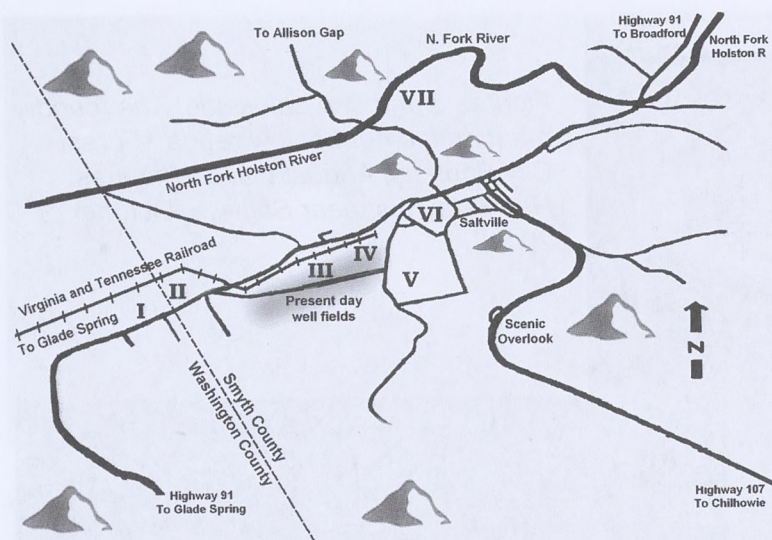 Highway 91
To Broadford
North Fork
Holston R
To Allison Gap
N. Fork River
VII
North Fork Holston River
VI
Saltville
IV
III
V
Virginia and Tennessee Railroad
II
I
To Glade Spring
Present day
well fields
Scenic
Overlook
N
Smyth County
Washington County
Highway 91
To Glade Spring
Highway 107
To Chilhowie